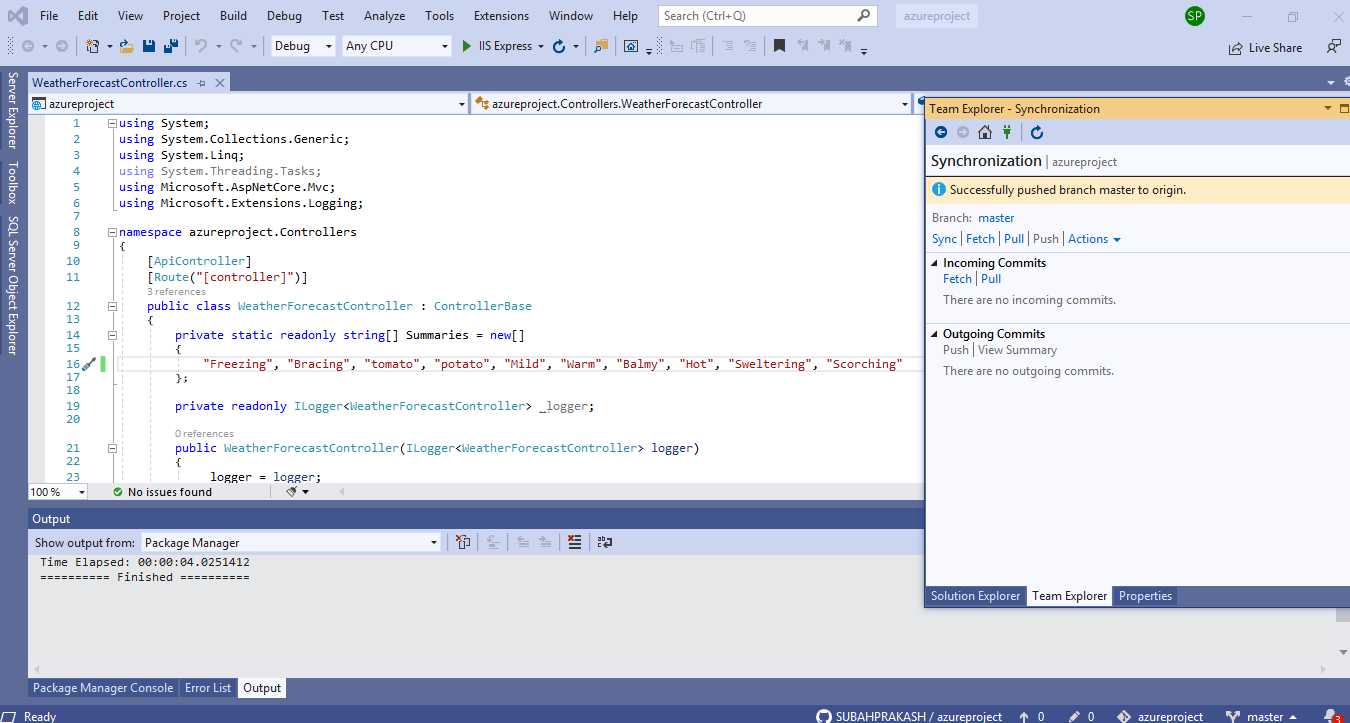 File Edit View Project Build Debug Test Analyze Tools Extensions Window Help Search (Ctrl+Q) azureproject SP
Debug Any CPU IIS Express Live Share
WeatherForecastController.cs
azureproject azureproject.Controllers.WeatherForecastController
Server Explorer
Toolbox
SQL Server Object Explorer
1 using System;
2 using System.Collections.Generic;
3 using System.Linq;
4 using System.Threading.Tasks;
5 using Microsoft.AspNetCore.Mvc;
6 using Microsoft.Extensions.Logging;
7
8 namespace azureproject.Controllers
9 {
10 [ApiController]
11 [Route("[controller]")]
3 references
12 public class WeatherForecastController : ControllerBase
13 {
14 private static readonly string[] Summaries = new[]
15 {
16 "Freezing", "Bracing", "tomato", "potato", "Mild", "Warm", "Balmy", "Hot", "Sweltering", "Scorching"
17 };
18
19 private readonly ILogger<WeatherForecastController> _logger;
20
0 references
21 public WeatherForecastController(ILogger<WeatherForecastController> logger)
22 {
23 logger = logger;
100 % No issues found
Team Explorer - Synchronization
Synchronization | azureproject
Successfully pushed branch master to origin.
Branch: master
Sync | Fetch | Pull | Push | Actions
Incoming Commits
Fetch | Pull
There are no incoming commits.
Outgoing Commits
Push | View Summary
There are no outgoing commits.
Solution Explorer Team Explorer Properties
Output
Show output from: Package Manager
Time Elapsed: 00:00:04.0251412
========== Finished ==========
Package Manager Console Error List Output
Ready SUBAHPRAKASH / azureproject 0 0 azureproject master 3